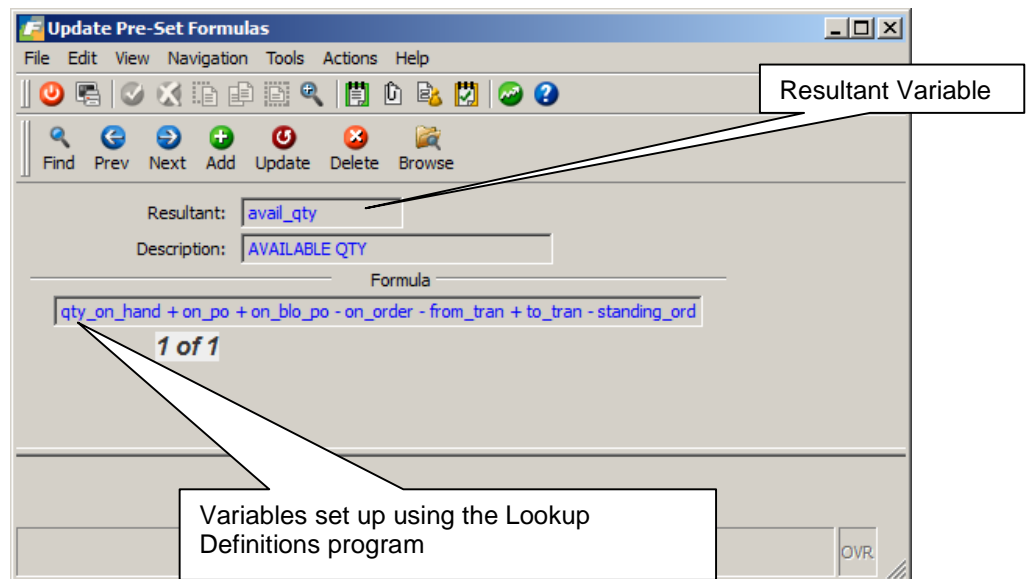 Update Pre-Set Formulas
File Edit View Navigation Tools Actions Help
Resultant Variable
Find Prev Next Add Update Delete Browse
Resultant: avail_qty
Description: AVAILABLE QTY
Formula
qty_on_hand + on_po + on_blo_po - on_order - from_tran + to_tran - standing_ord
1 of 1
Variables set up using the Lookup
Definitions program
OVR